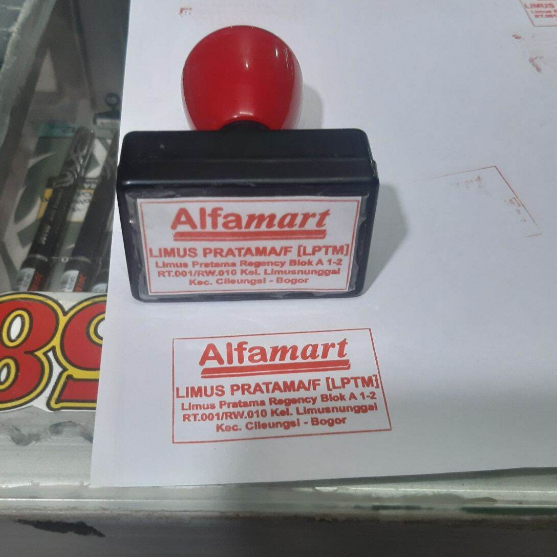 Alfamart
LIMUS PRATAMA/F [LPTM]
Limus Pratama Regency Blok A 1-2
RT.001/RW.010 Kel. Limusnunggal
Kec. Cileungsi - Bogor
Alfamart
LIMUS PRATAMA/F [LPTM]
Limus Pratama Regency Blok A 1-2
RT.001/RW.010 Kel. Limusnunggal
Kec. Cileungsi - Bogor
89